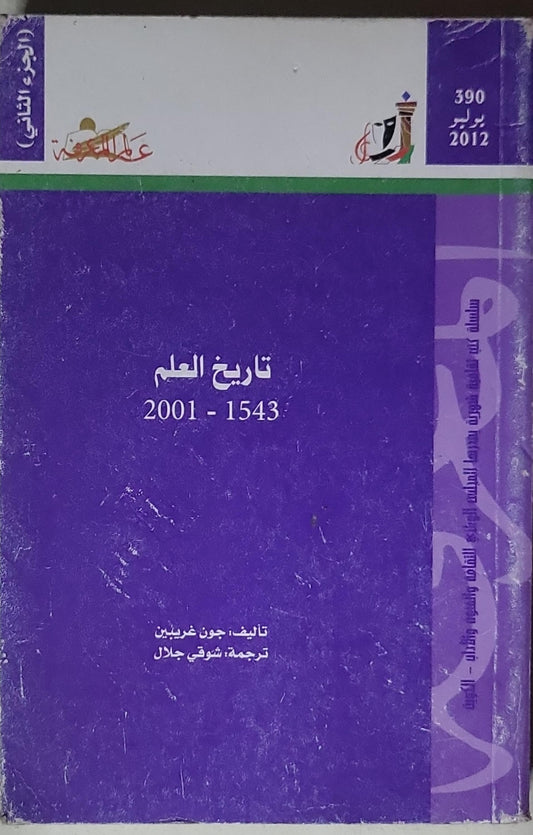 (الجزء الثاني)
عالم المعرفة
390
يوليو
2012
تاريخ العلم
1543 - 2001
تأليف: جون غريبين
ترجمة: شوقي جلال
سلسلة كتب ثقافية شهرية يصدرها المجلس الوطني للثقافة والفنون والآداب - الكويت